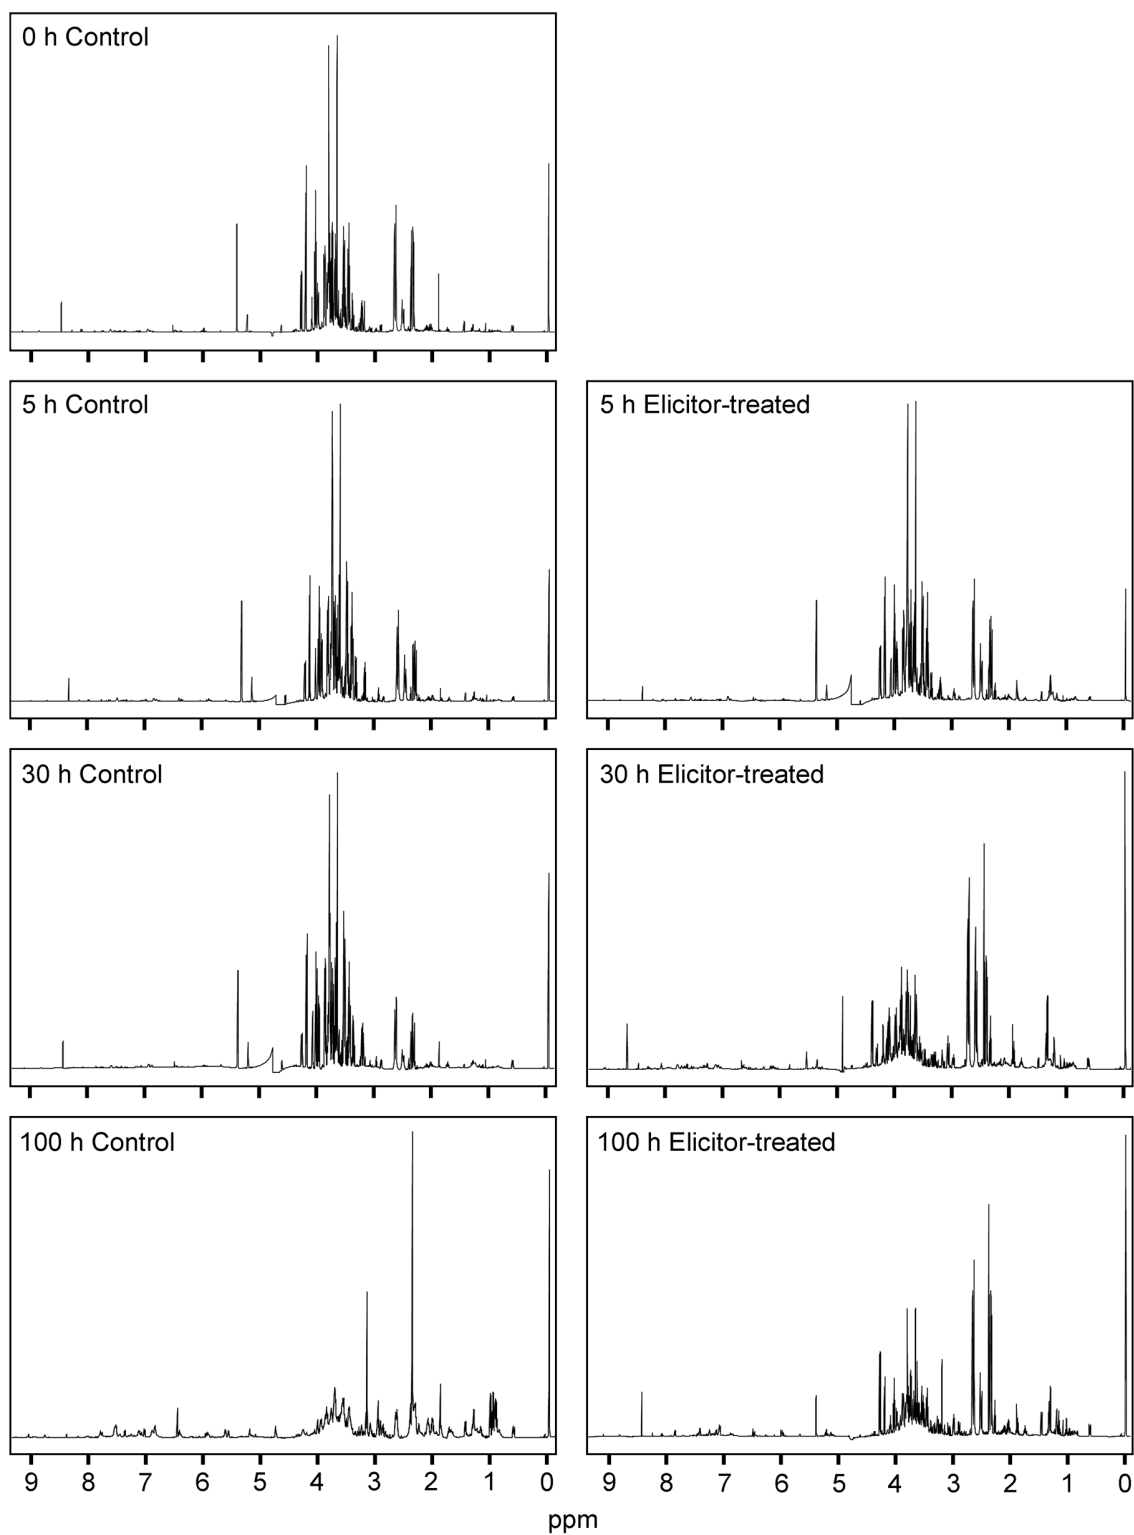 0 h Control
5 h Control
5 h Elicitor-treated
30 h Control
30 h Elicitor-treated
100 h Control
100 h Elicitor-treated
9 8 7 6 5 4 3 2 1 0
9 8 7 6 5 4 3 2 1 0
ppm